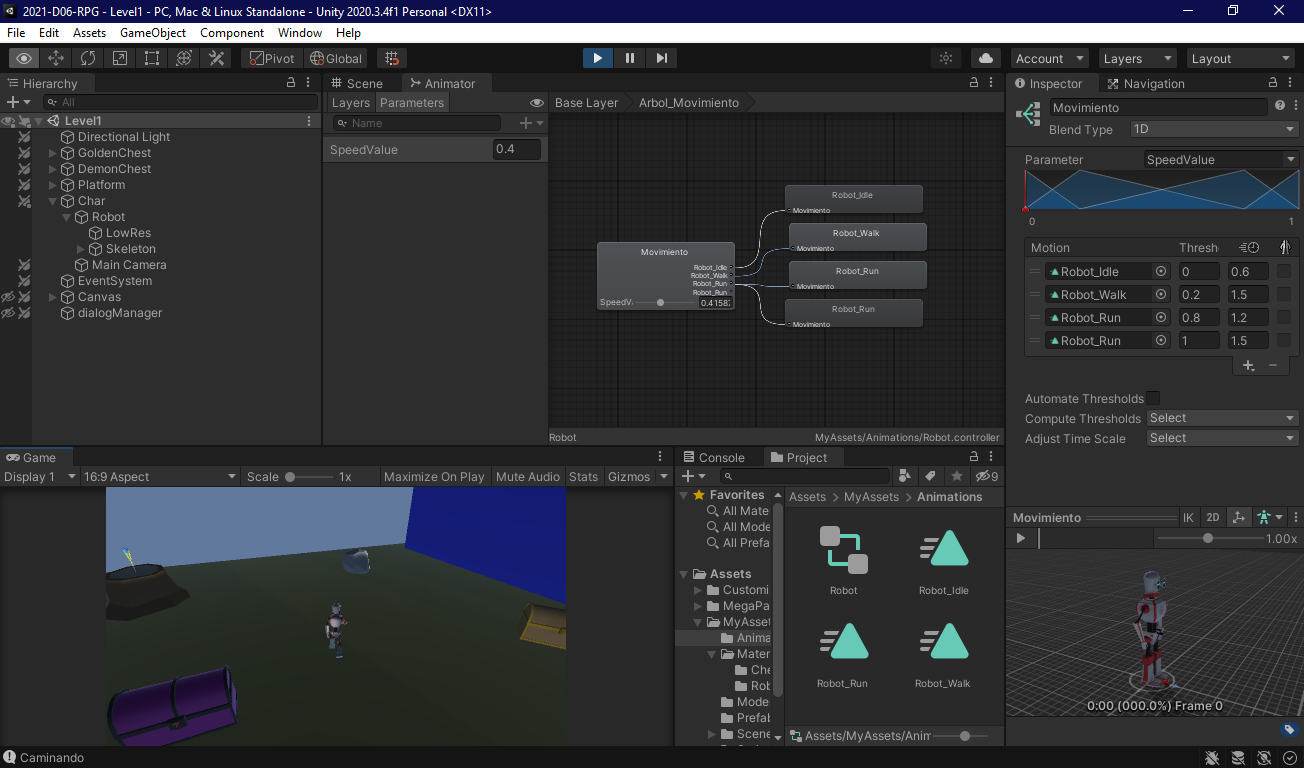 2021-D06-RPG - Level1 - PC, Mac & Linux Standalone - Unity 2020.3.4f1 Personal <DX11>
File Edit Assets GameObject Component Window Help
Pivot Global Account Layers Layout
Hierarchy
All
Level1
Directional Light
GoldenChest
DemonChest
Platform
Char
Robot
LowRes
Skeleton
Main Camera
EventSystem
Canvas
dialogManager
Scene Animator
Layers Parameters Base Layer Arbol_Movimiento
Name
SpeedValue 0.4
Robot_Idle
Movimiento
Robot_Walk
Movimiento
Robot_Run
Movimiento
Robot_Run
Movimiento
Movimiento
Robot_Idle
Robot_Walk
Robot_Run
Robot_Run
Robot MyAssets/Animations/Robot.controller
Inspector Navigation
Movimiento
Blend Type 1D
Parameter SpeedValue
0 1
Motion Thresh
Robot_Idle 0 0.6
Robot_Walk 0.2 1.5
Robot_Run 0.8 1.2
Robot_Run 1 1.5
Automate Thresholds
Compute Thresholds Select
Adjust Time Scale Select
Game
Display 1 16:9 Aspect Scale 1x Maximize On Play Mute Audio Stats Gizmos
Console Project
9
Favorites
All Mate
All Mode
All Prefa
Assets
Customi
MegaPa
MyAsset
Anima
Mater
Che
Rob
Mode
Prefab
Scene
Assets > MyAssets > Animations
Robot Robot_Idle
Robot_Run Robot_Walk
Assets/MyAssets/Anim
Movimiento IK 2D
1.00x
0:00 (000.0%) Frame 0
Caminando